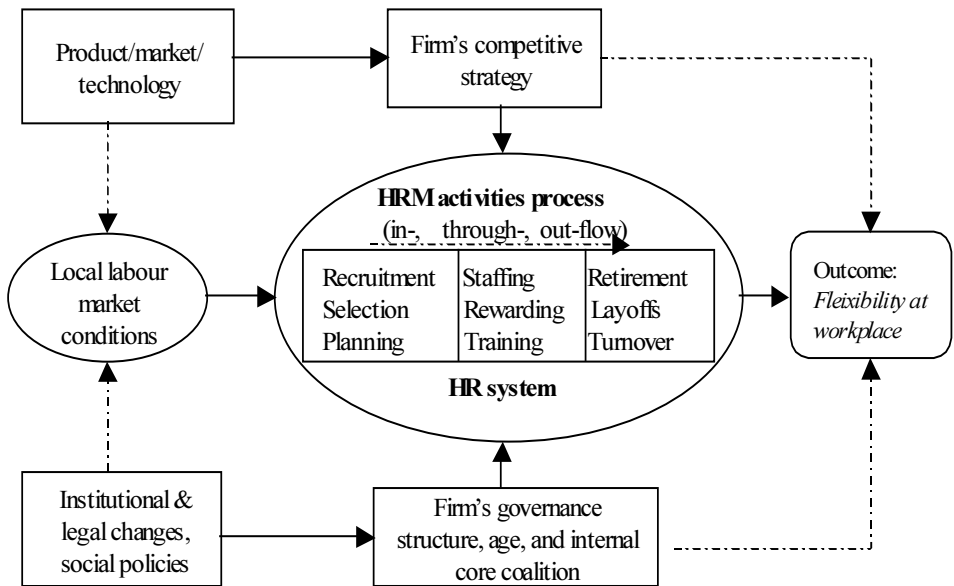 Product/market/
technology
Firm's competitive
strategy
HRM activities process
(in-, through-, out-flow)
Local labour
market
conditions
Recruitment
Selection
Planning
Staffing
Rewarding
Training
Retirement
Layoffs
Turnover
HR system
Outcome:
Fleixibility at
workplace
Institutional &
legal changes,
social policies
Firm's governance
structure, age, and internal
core coalition